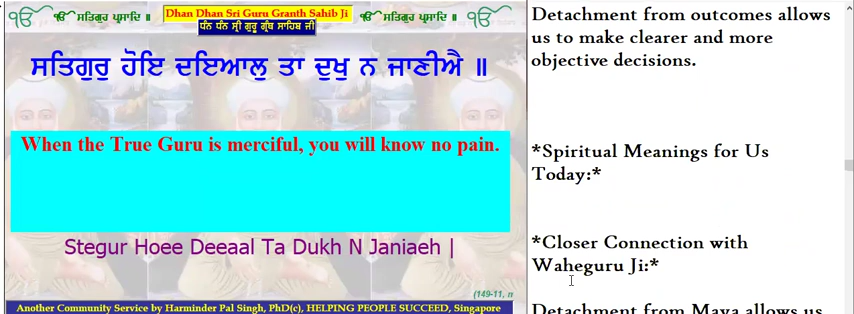 ੴ ਸਤਿਗੁਰ ਪ੍ਰਸਾਦਿ ॥
Dhan Dhan Sri Guru Granth Sahib Ji
ਧੰਨ ਧੰਨ ਸ੍ਰੀ ਗੁਰੂ ਗ੍ਰੰਥ ਸਾਹਿਬ ਜੀ
ੴ ਸਤਿਗੁਰ ਪ੍ਰਸਾਦਿ ॥
ੴ
ਸਤਿਗੁਰੁ ਹੋਇ ਦਇਆਲੁ ਤਾ ਦੁਖੁ ਨ ਜਾਣੀਐ ॥
When the True Guru is merciful, you will know no pain.
Stegur Hoee Deeaal Ta Dukh N Janiaeh |
(149-11, ਸ
Another Community Service by Harminder Pal Singh, PhD(c), HELPING PEOPLE SUCCEED, Singapore
Detachment from outcomes allows
us to make clearer and more
objective decisions.
*Spiritual Meanings for Us
Today:*
*Closer Connection with
Waheguru Ji:*
Detachment from Maya allows us